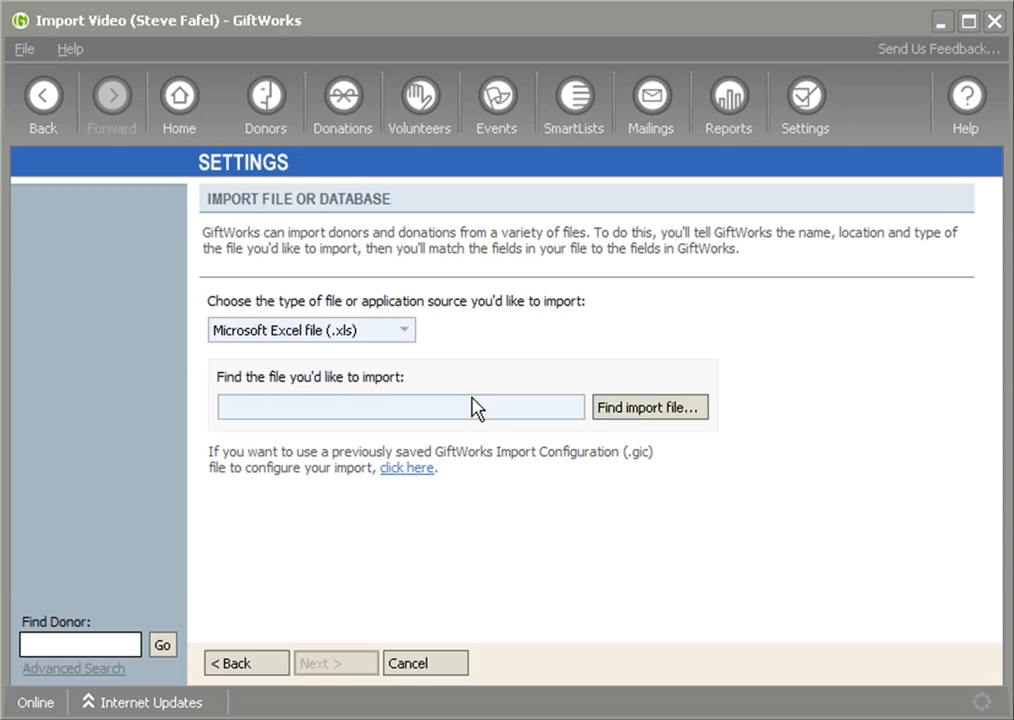 Import Video (Steve Fafel) - GiftWorks
File Help Send Us Feedback...
Back Forward Home Donors Donations Volunteers Events SmartLists Mailings Reports Settings Help
SETTINGS
IMPORT FILE OR DATABASE
GiftWorks can import donors and donations from a variety of files. To do this, you'll tell GiftWorks the name, location and type of
the file you'd like to import, then you'll match the fields in your file to the fields in GiftWorks.
Choose the type of file or application source you'd like to import:
Microsoft Excel file (.xls)
Find the file you'd like to import:
Find import file...
If you want to use a previously saved GiftWorks Import Configuration (.gic)
file to configure your import, click here.
Find Donor:
Go
Advanced Search
< Back Next > Cancel
Online Internet Updates